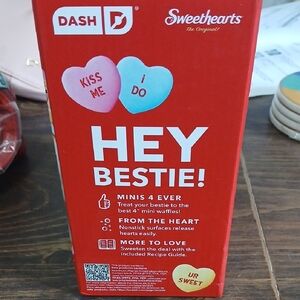 DASH D
Sweethearts
The Original!
KISS
ME
i
DO
HEY
BESTIE!
MINIS 4 EVER
Treat your bestie to the
best 4" mini waffles!
FROM THE HEART
Nonstick surfaces release
hearts easily.
MORE TO LOVE
Sweeten the deal with the
included Recipe Guide.
UR
SWEET